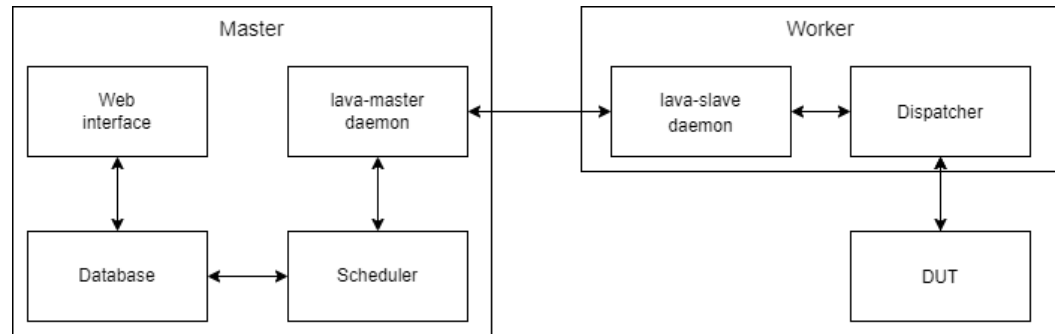 Master
Web
interface
lava-master
daemon
Database
Scheduler
Worker
lava-slave
daemon
Dispatcher
DUT